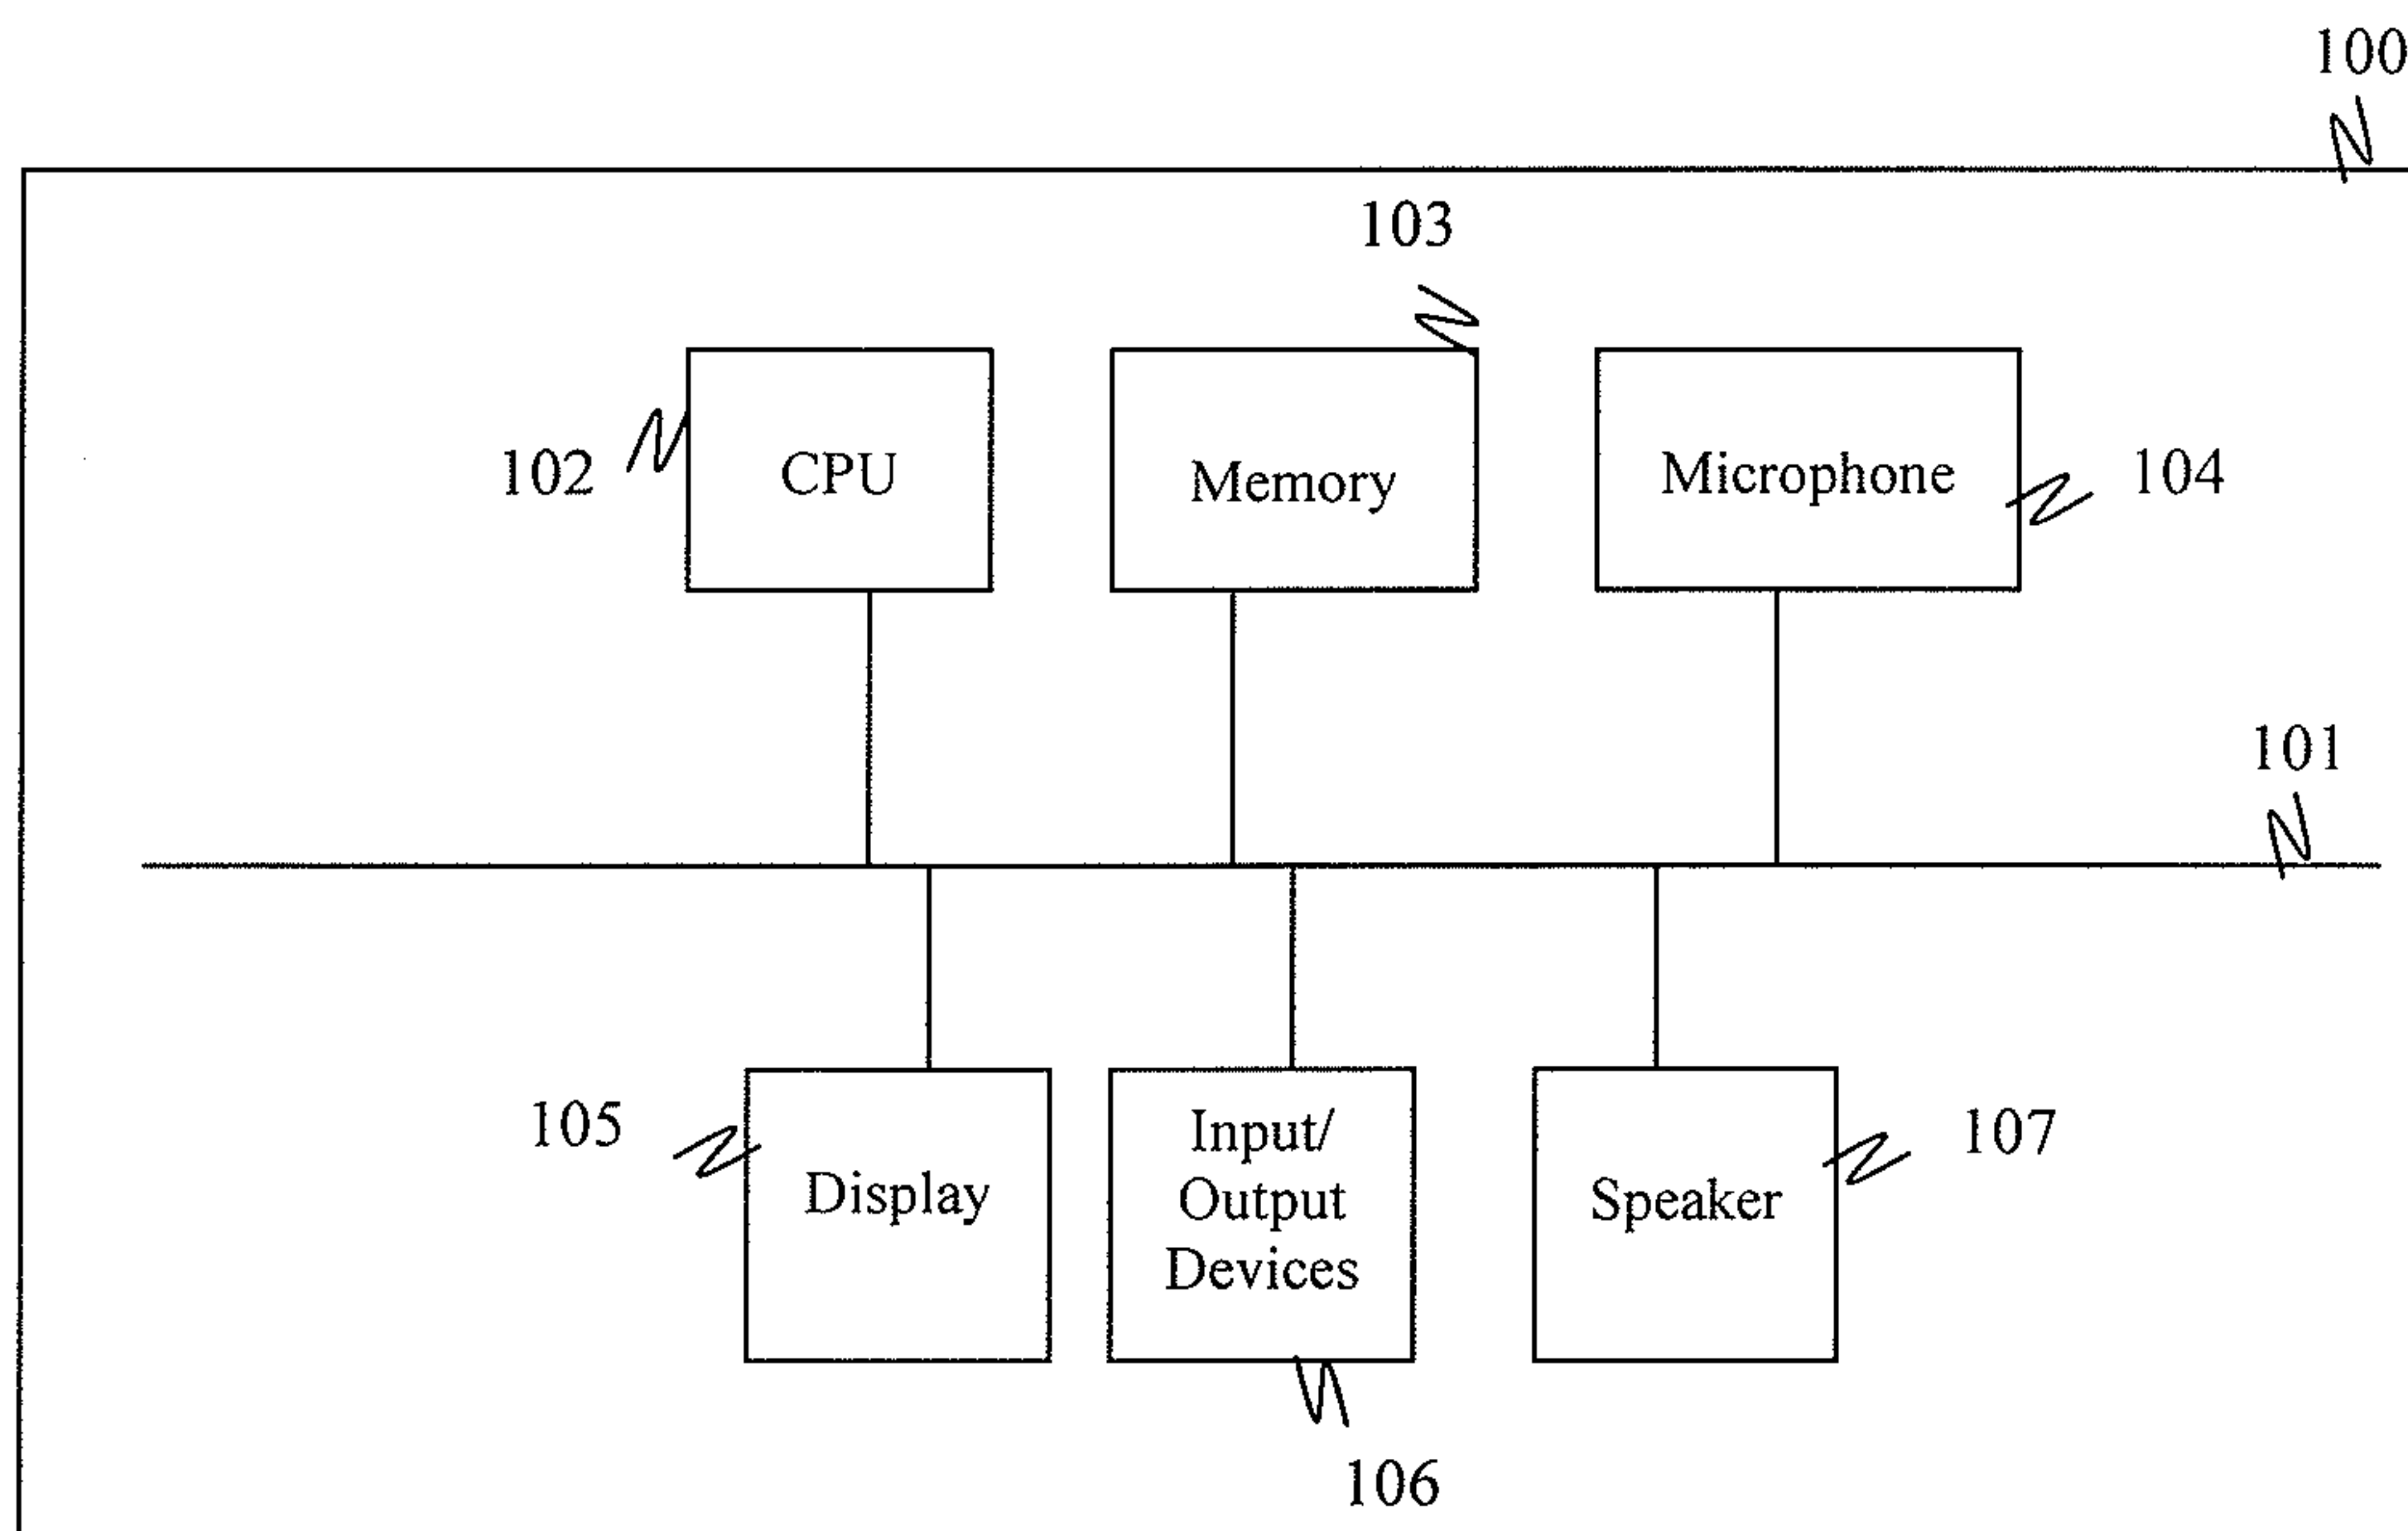 100
103
102
CPU
Memory
Microphone
104
101
105
Display
Input/
Output
Devices
Speaker
107
106